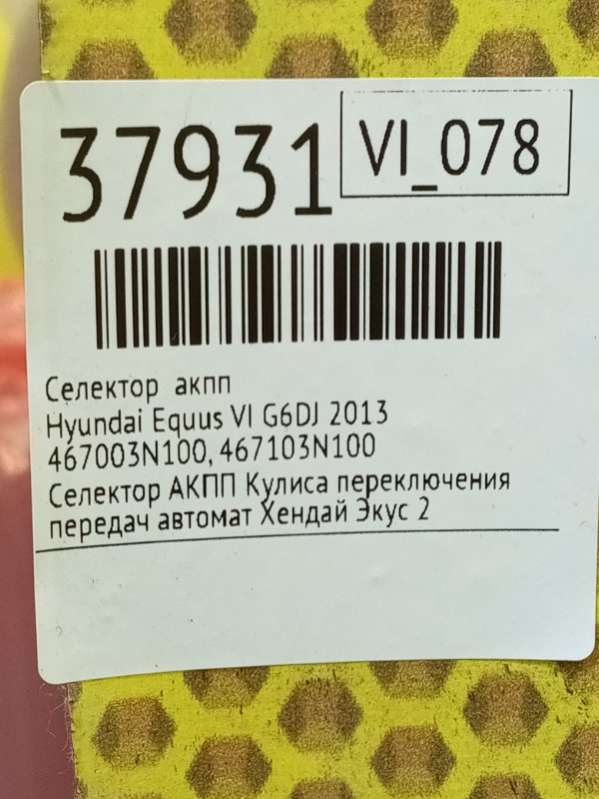 37931
VI_078
Селектор акпп
Hyundai Equus VI G6DJ 2013
467003N100, 467103N100
Селектор АКПП Кулиса переключения
передач автомат Хендай Экус 2